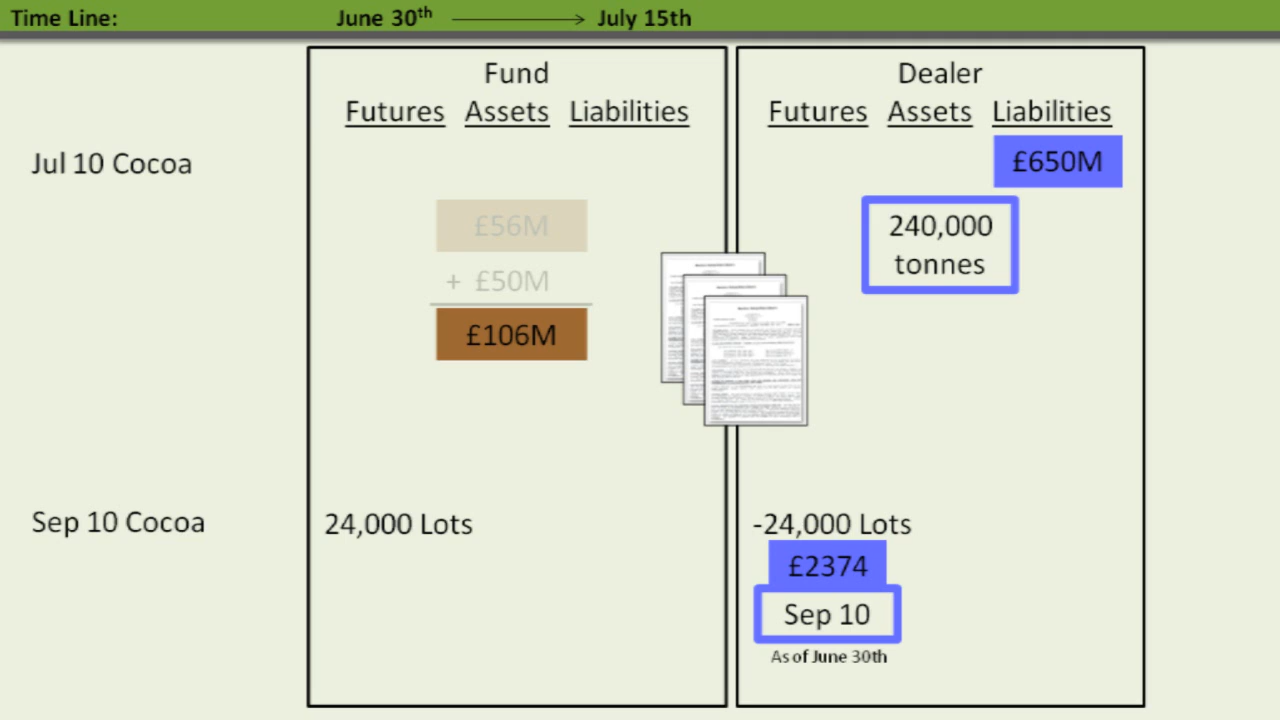 Time Line: June 30th July 15th
Fund Dealer
Futures Assets Liabilities Futures Assets Liabilities
Jul 10 Cocoa £650M
£56M 240,000
tonnes
+ £50M
£106M
Sep 10 Cocoa 24,000 Lots -24,000 Lots
£2374
Sep 10
As of June 30th